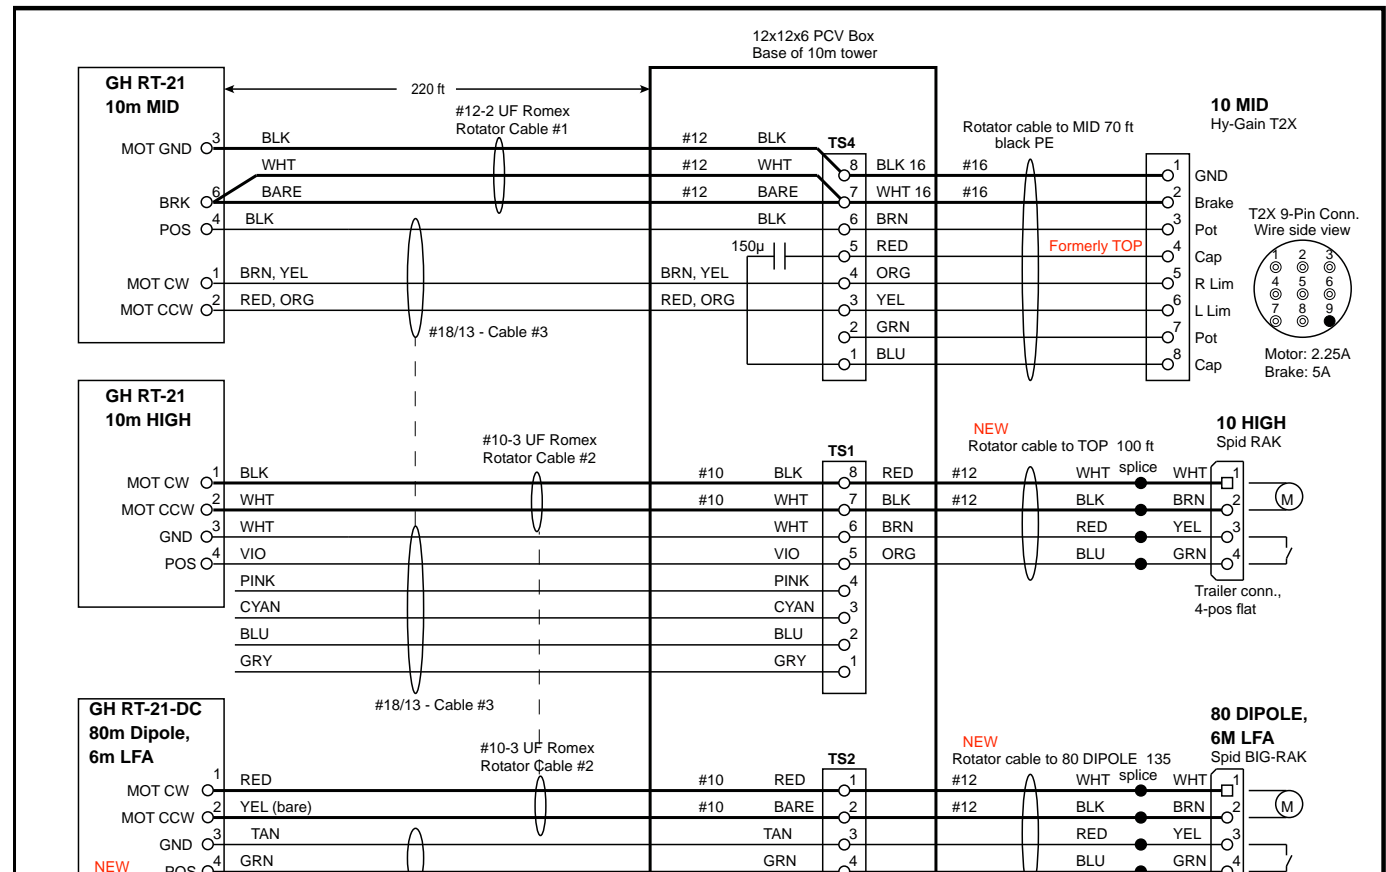 12x12x6 PCV Box
Base of 10m tower
GH RT-21
10m MID
220 ft
#12-2 UF Romex
Rotator Cable #1
10 MID
Hy-Gain T2X
Rotator cable to MID 70 ft
black PE
MOT GND 3 BLK #12 BLK TS4
WHT #12 WHT 8 BLK 16 #16 1 GND
BRK 6 BARE #12 BARE 7 WHT 16 #16 2 Brake
POS 4 BLK BLK 6 BRN 3 Pot
T2X 9-Pin Conn.
Wire side view
150µ 5 RED Formerly TOP 4 Cap
MOT CW 1 BRN, YEL BRN, YEL 4 ORG 5 R Lim
MOT CCW 2 RED, ORG RED, ORG 3 YEL 6 L Lim
1 2 3
4 5 6
7 8 9
#18/13 - Cable #3
2 GRN 7 Pot
1 BLU 8 Cap
Motor: 2.25A
Brake: 5A
GH RT-21
10m HIGH
#10-3 UF Romex
Rotator Cable #2
NEW
Rotator cable to TOP 100 ft
10 HIGH
Spid RAK
TS1
splice
MOT CW 1 BLK #10 BLK 8 RED #12 WHT WHT 1
MOT CCW 2 WHT #10 WHT 7 BLK #12 BLK BRN 2 M
GND 3 WHT WHT 6 BRN RED YEL 3
POS 4 VIO VIO 5 ORG BLU GRN 4
PINK PINK 4
CYAN CYAN 3
BLU BLU 2
GRY GRY 1
Trailer conn.,
4-pos flat
#18/13 - Cable #3
GH RT-21-DC
80m Dipole,
6m LFA
#10-3 UF Romex
Rotator Cable #2
NEW
Rotator cable to 80 DIPOLE 135
80 DIPOLE,
6M LFA
Spid BIG-RAK
TS2
splice
MOT CW 1 RED #10 RED 1 #12 WHT WHT 1
MOT CCW 2 YEL (bare) #10 BARE 2 #12 BLK BRN 2 M
GND 3 TAN TAN 3 RED YEL 3
NEW
POS 4 GRN GRN 4 BLU GRN 4